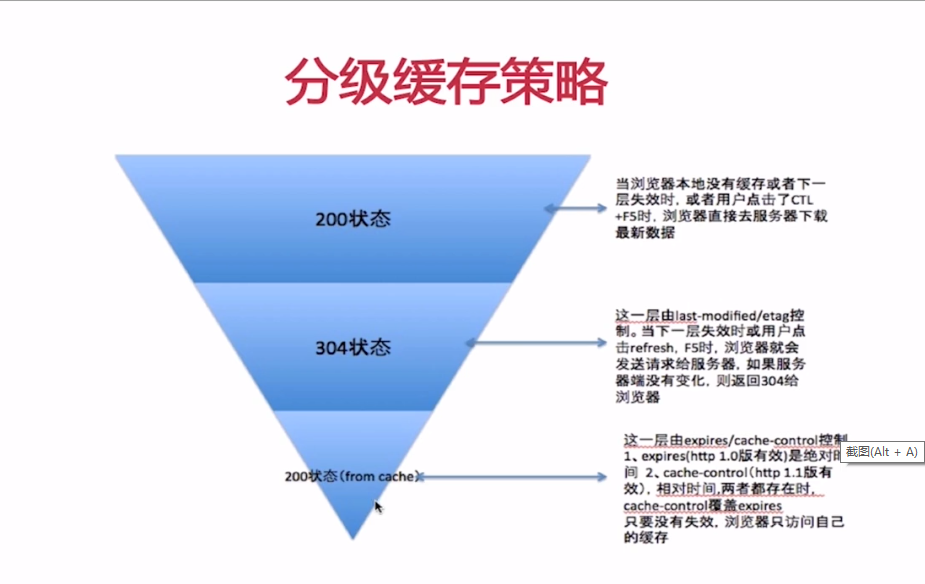 分级缓存策略
200状态
当浏览器本地没有缓存或者下一
层失效时，或者用户点击了CTL
+F5时，浏览器直接去服务器下载
最新数据
304状态
这一层由last-modified/etag控
制。当下一层失效时或用户点
击refresh，F5时，浏览器就会
发送请求给服务器，如果服务
器端没有变化，则返回304给
浏览器
200状态（from cache）
这一层由expires/cache-control控制
1、expires(http 1.0版有效)是绝对时
间 2、cache-control（http 1.1版有
效），相对时间,两者都存在时，
cache-control覆盖expires
只要没有失效，浏览器只访问自己
的缓存
截图(Alt + A)